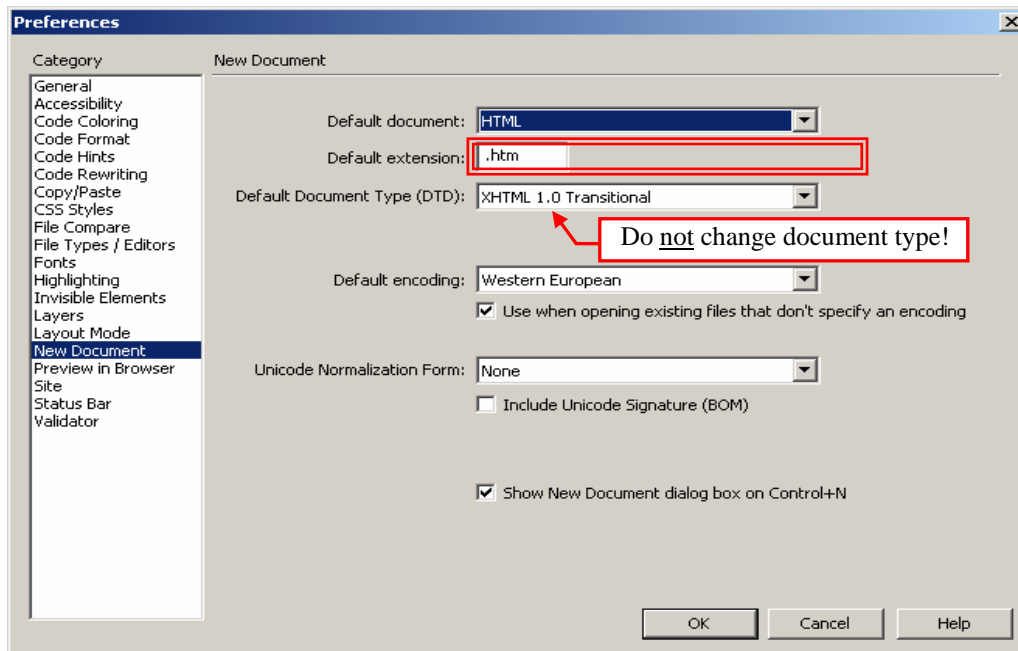 Preferences
Category
New Document
General
Accessibility
Code Coloring
Code Format
Code Hints
Code Rewriting
Copy/Paste
CSS Styles
File Compare
File Types / Editors
Fonts
Highlighting
Invisible Elements
Layers
Layout Mode
New Document
Preview in Browser
Site
Status Bar
Validator
Default document: HTML
Default extension: .htm
Default Document Type (DTD): XHTML 1.0 Transitional
Do not change document type!
Default encoding: Western European
Use when opening existing files that don't specify an encoding
Unicode Normalization Form: None
Include Unicode Signature (BOM)
Show New Document dialog box on Control+N
OK Cancel Help